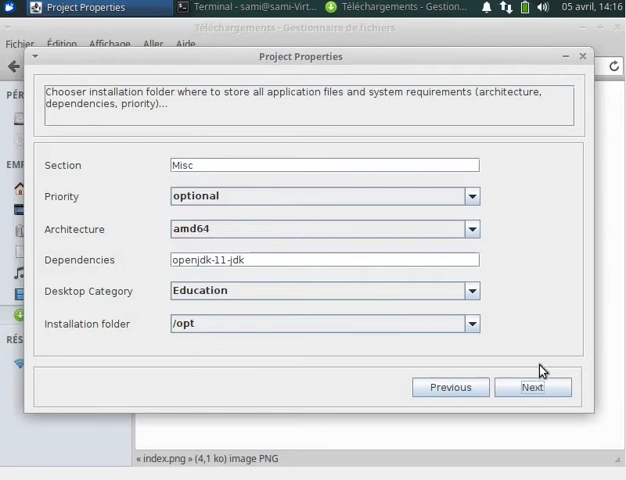 Project Properties
Terminal - sami@sami-Virt...
Téléchargements - Gestion...
05 avril, 14:16
Téléchargements - Gestionnaire de fichiers
Fichier Édition Affichage Aller Aide
Project Properties
PÉR
Chooser installation folder where to store all application files and system requirements (architecture,
dependencies, priority)...
EMP
Section Misc
Priority optional
Architecture amd64
Dependencies openjdk-11-jdk
Desktop Category Education
Installation folder /opt
RÉS
Previous Next
« index.png » (4,1 ko) image PNG